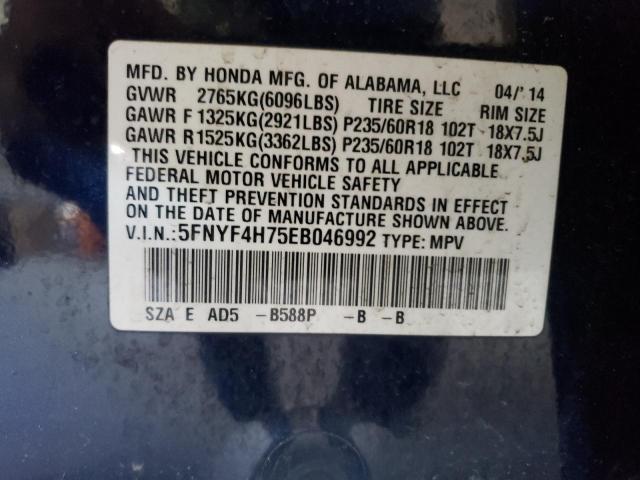 MFD. BY HONDA MFG. OF ALABAMA, LLC 04/'14
GVWR 2765KG(6096LBS) TIRE SIZE RIM SIZE
GAWR F 1325KG(2921LBS) P235/60R18 102T 18X7.5J
GAWR R1525KG(3362LBS) P235/60R18 102T 18X7.5J
THIS VEHICLE CONFORMS TO ALL APPLICABLE
FEDERAL MOTOR VEHICLE SAFETY
AND THEFT PREVENTION STANDARDS IN EFFECT
ON THE DATE OF MANUFACTURE SHOWN ABOVE.
V.I.N.:5FNYF4H75EB046992 TYPE: MPV
SZA E AD5 -B588P -B -B